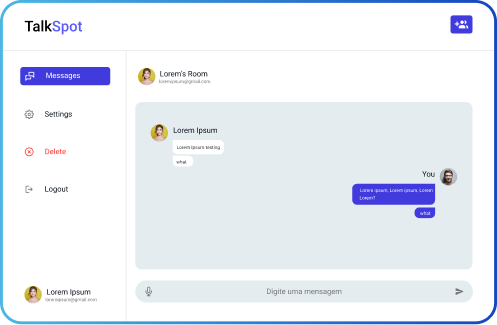 TalkSpot
Messages
Settings
Delete
Logout
Lorem Ipsum
loremipsum@gmail.com
Lorem's Room
loremipsum@gmail.com
Lorem Ipsum
Lorem ipsum testing
what
You
Lorem ipsum, Lorem ipsum, Lorem
Lorem?
what
Digite uma mensagem